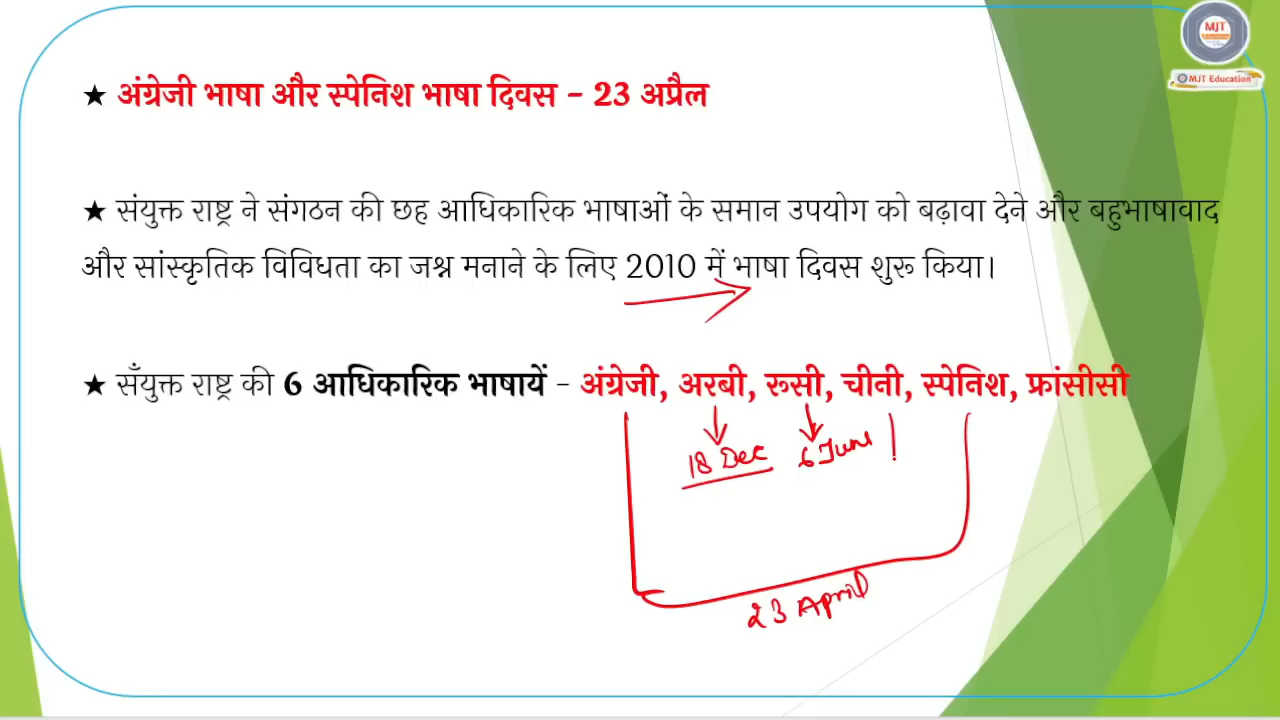 MJT
MJT Education
★ अंग्रेजी भाषा और स्पेनिश भाषा दिवस - 23 अप्रैल
★ संयुक्त राष्ट्र ने संगठन की छह आधिकारिक भाषाओं के समान उपयोग को बढ़ावा देने और बहुभाषावाद
और सांस्कृतिक विविधता का जश्न मनाने के लिए 2010 में भाषा दिवस शुरू किया।
★ सँयुक्त राष्ट्र की 6 आधिकारिक भाषायें - अंग्रेजी, अरबी, रूसी, चीनी, स्पेनिश, फ्रांसीसी
18 Dec 6 June
23 April